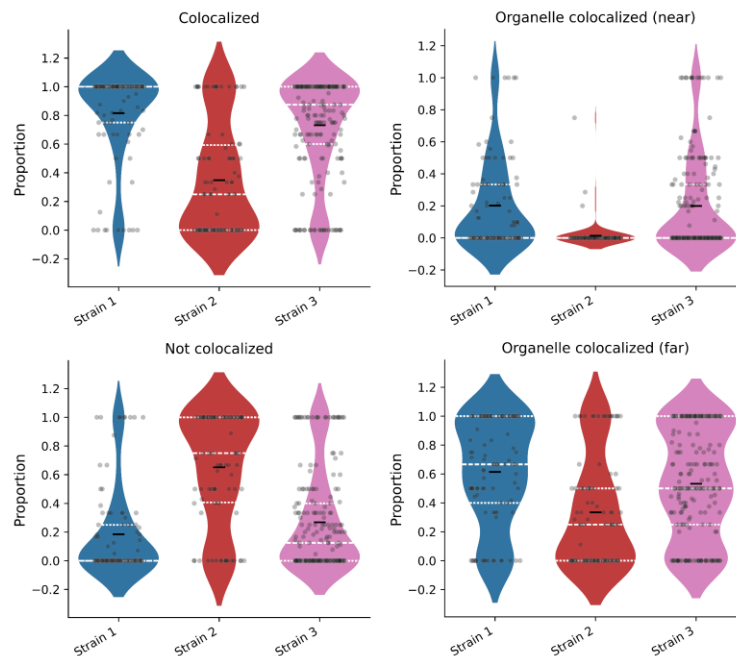 Colocalized
Proportion
1.2
1.0
0.8
0.6
0.4
0.2
0.0
−0.2
Strain 1
Strain 2
Strain 3
Organelle colocalized (near)
Proportion
1.2
1.0
0.8
0.6
0.4
0.2
0.0
−0.2
Strain 1
Strain 2
Strain 3
Not colocalized
Proportion
1.2
1.0
0.8
0.6
0.4
0.2
0.0
−0.2
Strain 1
Strain 2
Strain 3
Organelle colocalized (far)
Proportion
1.2
1.0
0.8
0.6
0.4
0.2
0.0
−0.2
Strain 1
Strain 2
Strain 3